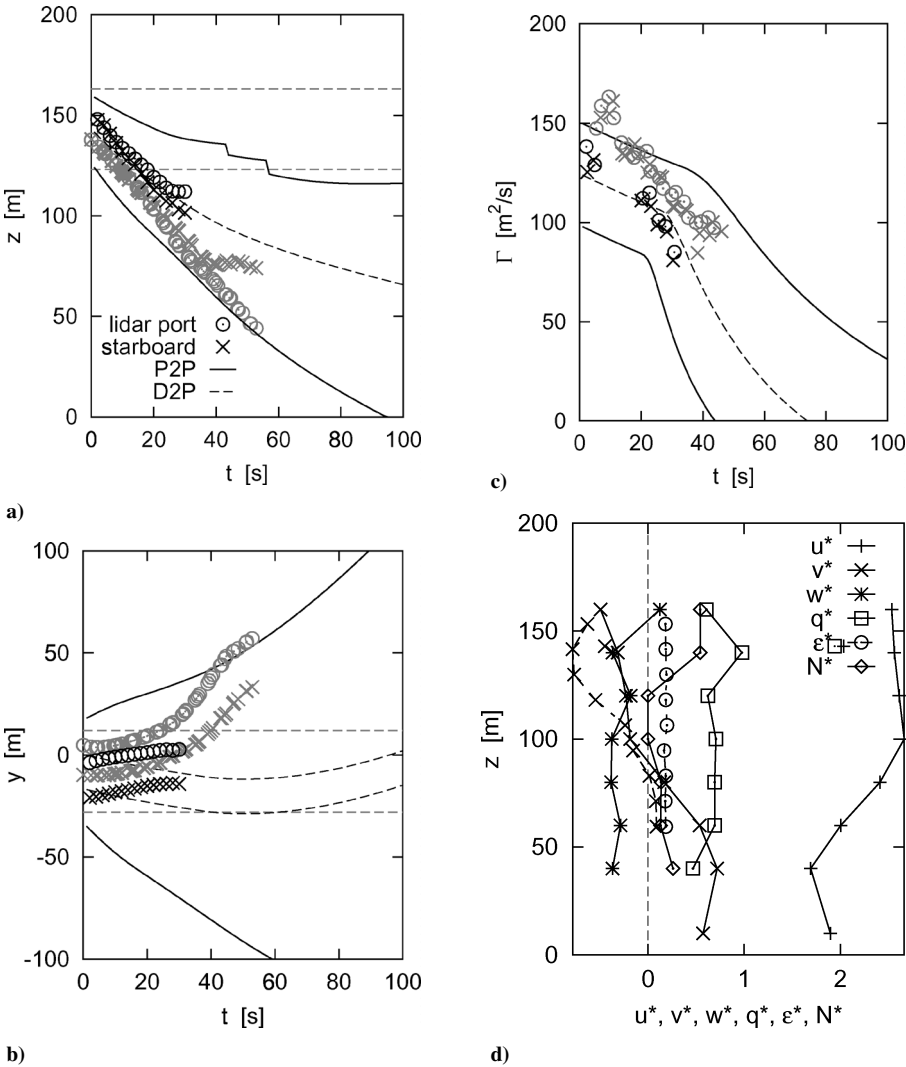 200
150
100
50
0
z [m]
lidar port
starboard
P2P
D2P
0 20 40 60 80 100
t [s]
a)
200
150
100
50
0
Γ [m²/s]
0 20 40 60 80 100
t [s]
c)
100
50
0
-50
-100
y [m]
0 20 40 60 80 100
t [s]
b)
200
150
100
50
0
z [m]
u*
v*
w*
q*
ε*
N*
0 1 2
u*, v*, w*, q*, ε*, N*
d)